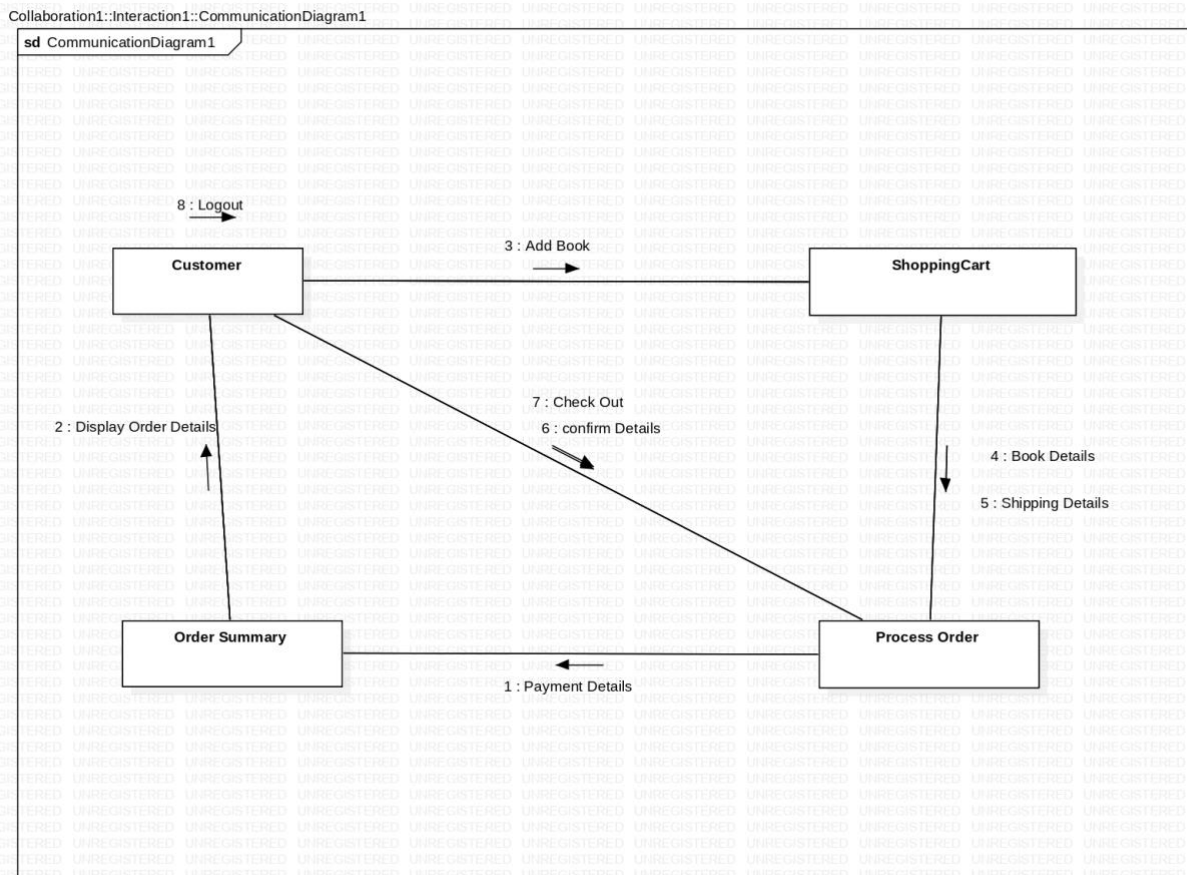 Collaboration1::Interaction1::CommunicationDiagram1
sd CommunicationDiagram1
8 : Logout
3 : Add Book
Customer
ShoppingCart
7 : Check Out
2 : Display Order Details
6 : confirm Details
4 : Book Details
5 : Shipping Details
Order Summary
Process Order
1 : Payment Details
UNREGISTERED